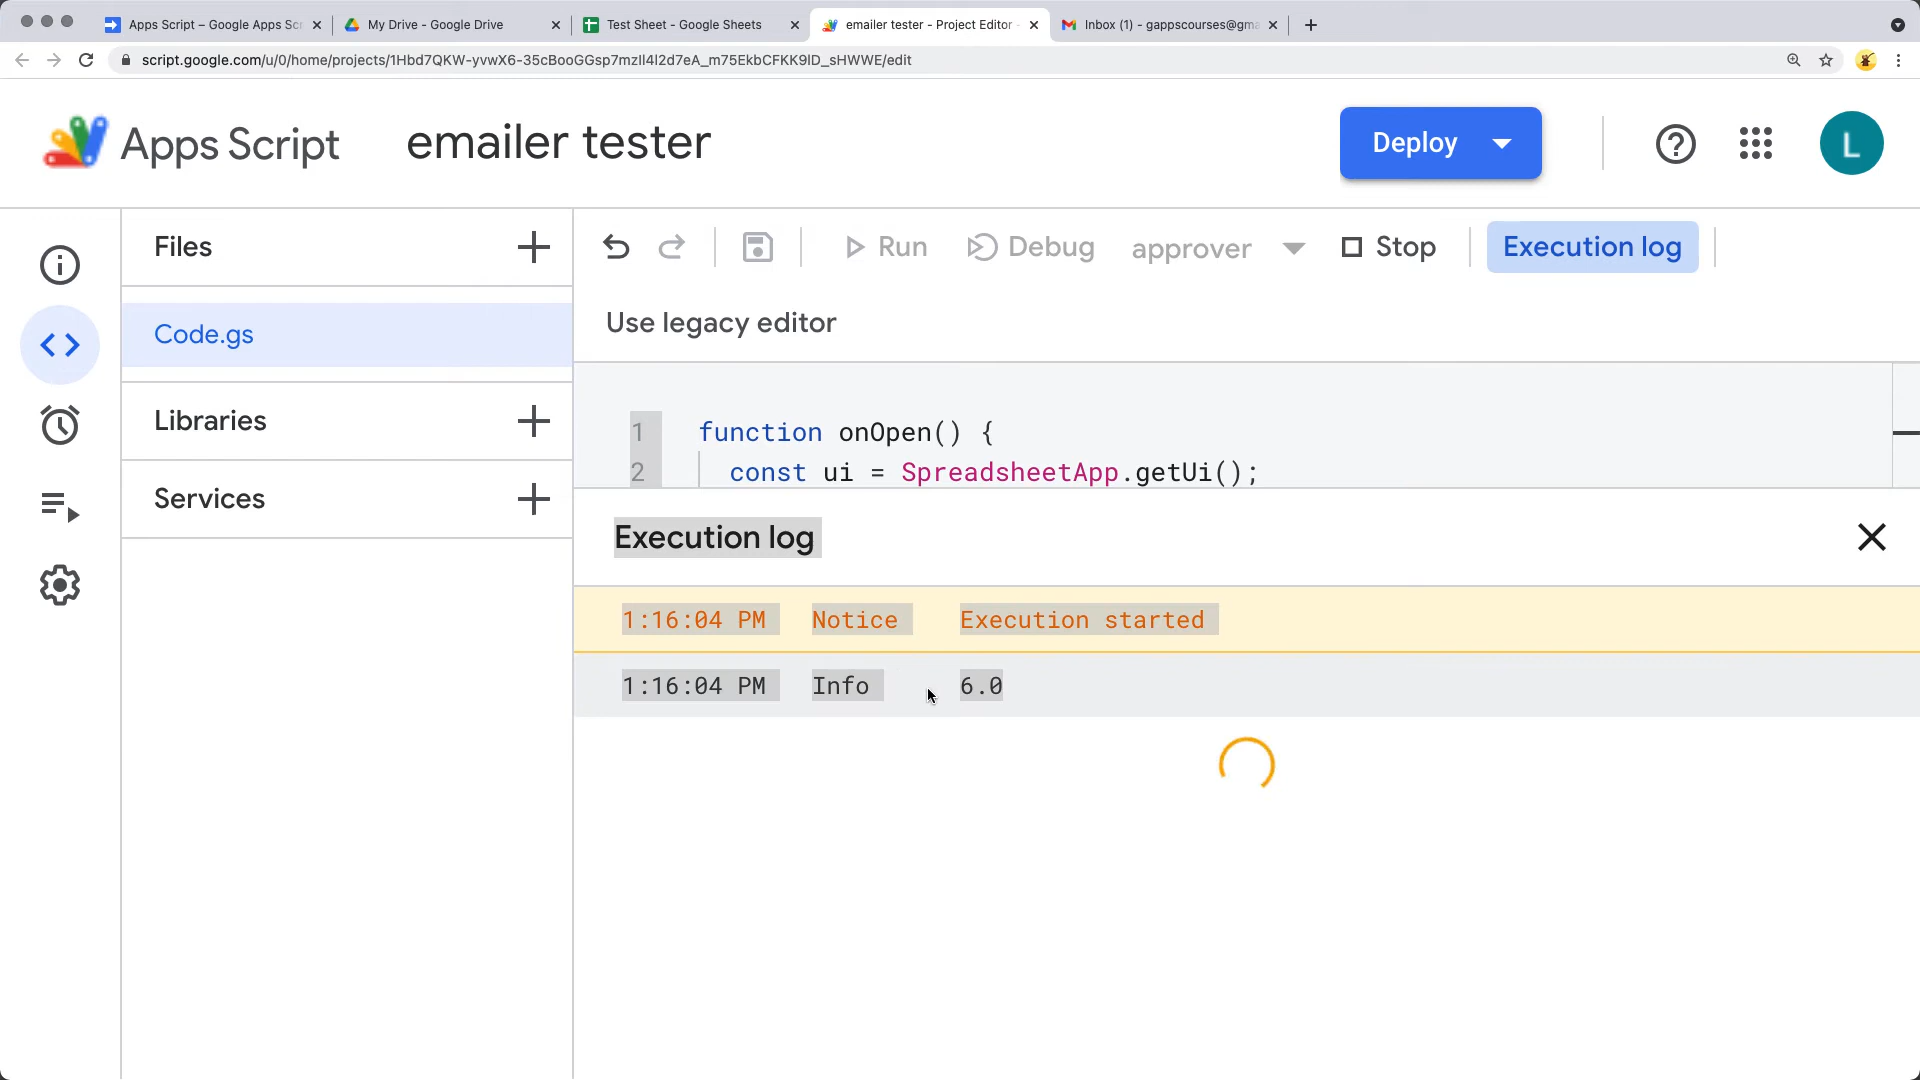 Apps Script – Google Apps Sc
My Drive - Google Drive
Test Sheet - Google Sheets
emailer tester - Project Editor
Inbox (1) - gappscourses@gma
script.google.com/u/0/home/projects/1Hbd7QKW-yvwX6-35cBooGGsp7mzIl4l2d7eA_m75EkbCFKK9lD_sHWWE/edit
Apps Script
emailer tester
Deploy
L
Files
Run
Debug
approver
Stop
Execution log
Use legacy editor
Code.gs
Libraries
Services
1 function onOpen() {
2 const ui = SpreadsheetApp.getUi();
Execution log
1:16:04 PM Notice Execution started
1:16:04 PM Info 6.0